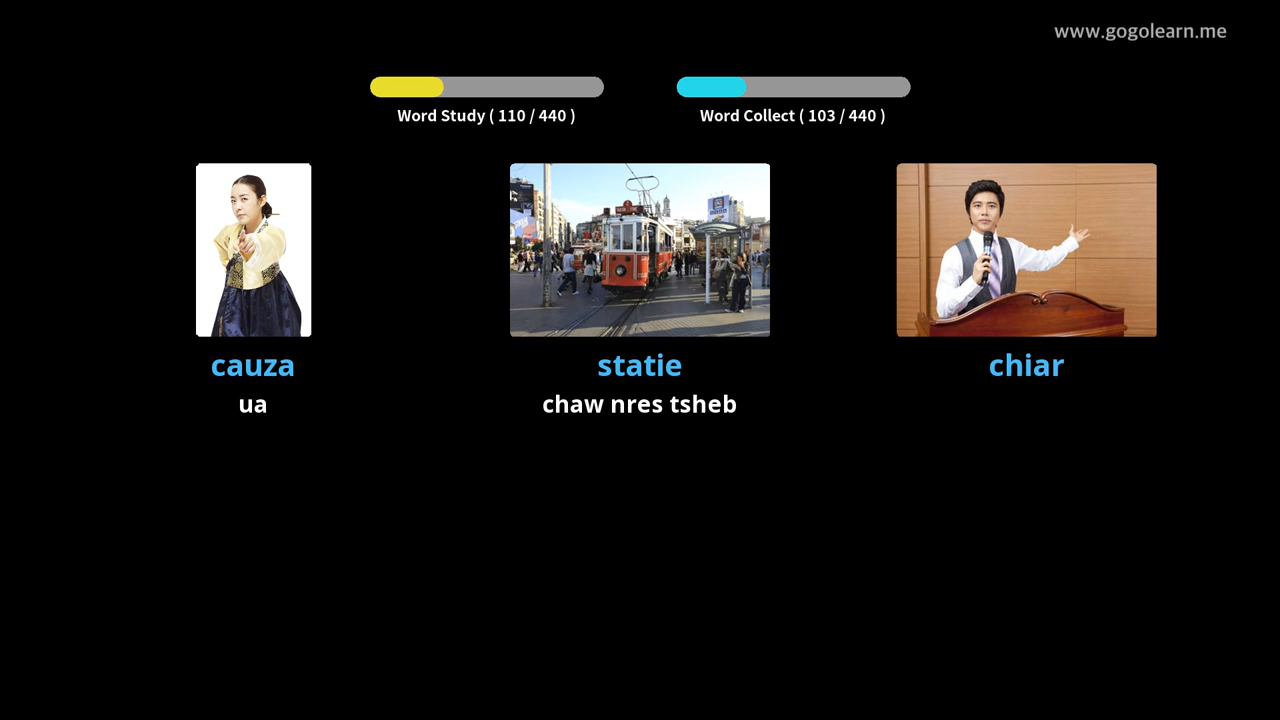 www.gogolearn.me
Word Study ( 110 / 440 )
Word Collect ( 103 / 440 )
cauza
statie
chiar
ua
chaw nres tsheb